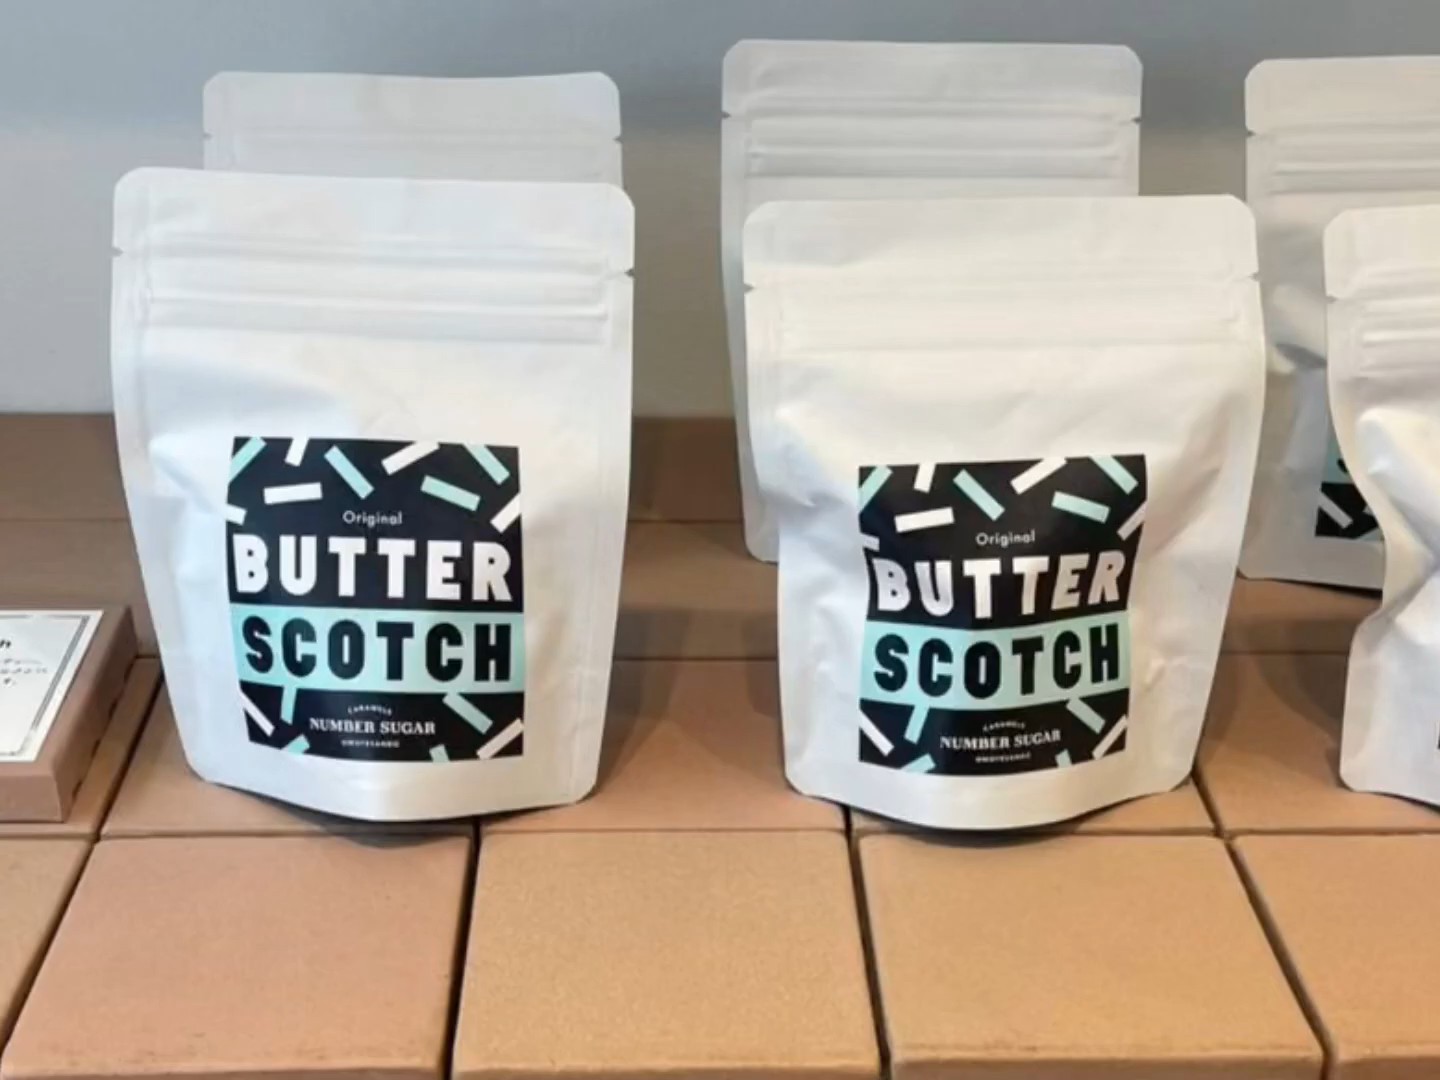 Original
BUTTER
SCOTCH
CARAMELS
NUMBER SUGAR
OMOTESANDO
Original
BUTTER
SCOTCH
CARAMELS
NUMBER SUGAR
OMOTESANDO